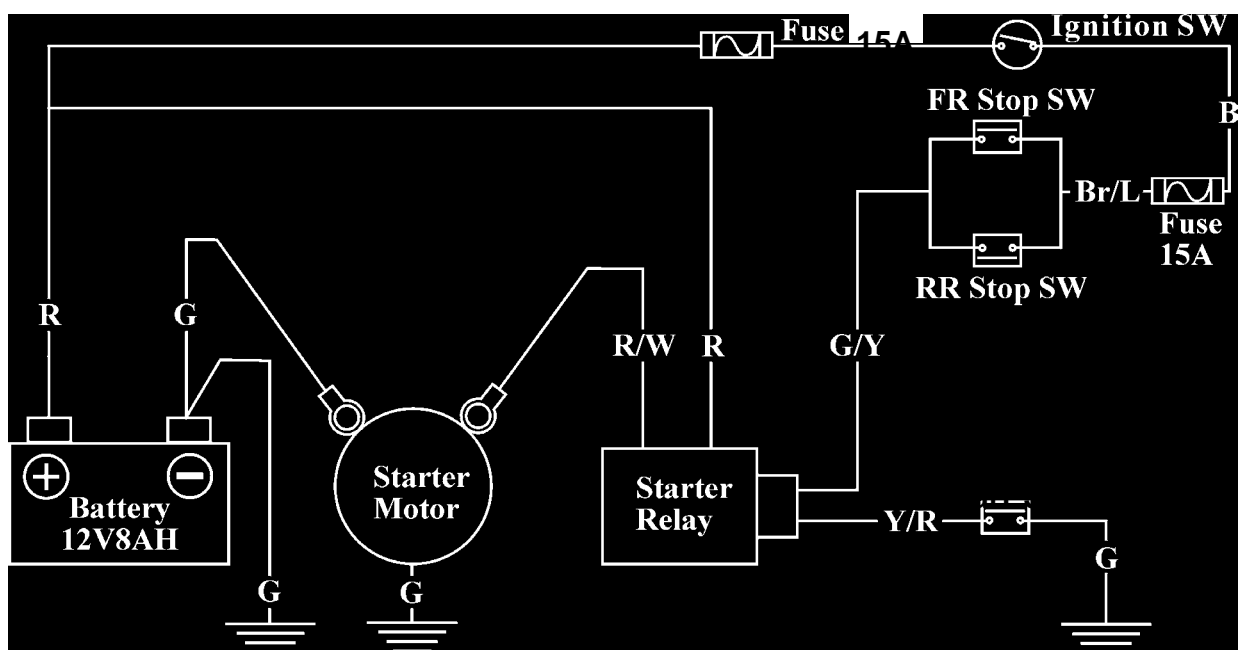 Fuse 15A
Ignition SW
FR Stop SW
B
Br/L
Fuse
15A
RR Stop SW
R
G
R/W
R
G/Y
Starter
Motor
Starter
Relay
Battery
12V8AH
Y/R
G
G
G